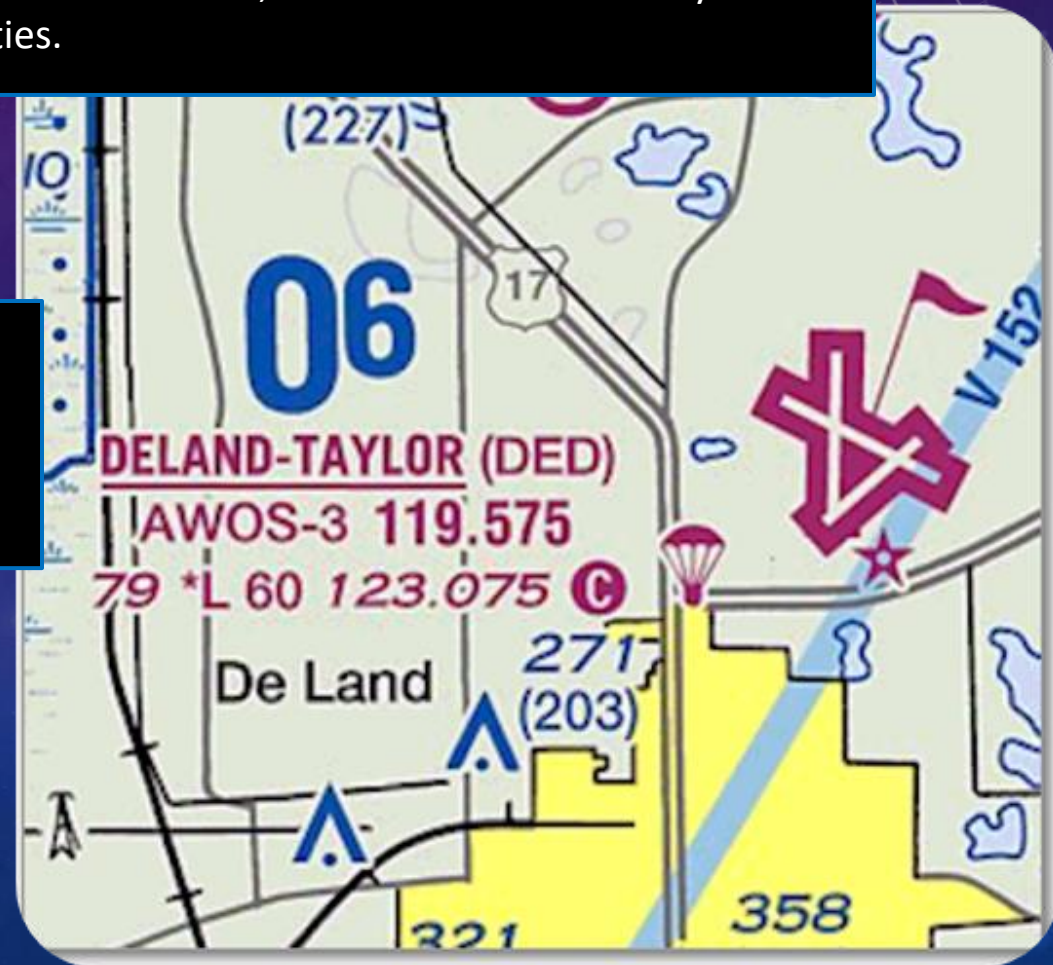 ties.
(227)
10
17
06
V 152
DELAND-TAYLOR (DED)
AWOS-3 119.575
79 *L 60 123.075 C
271
(203)
De Land
358
321